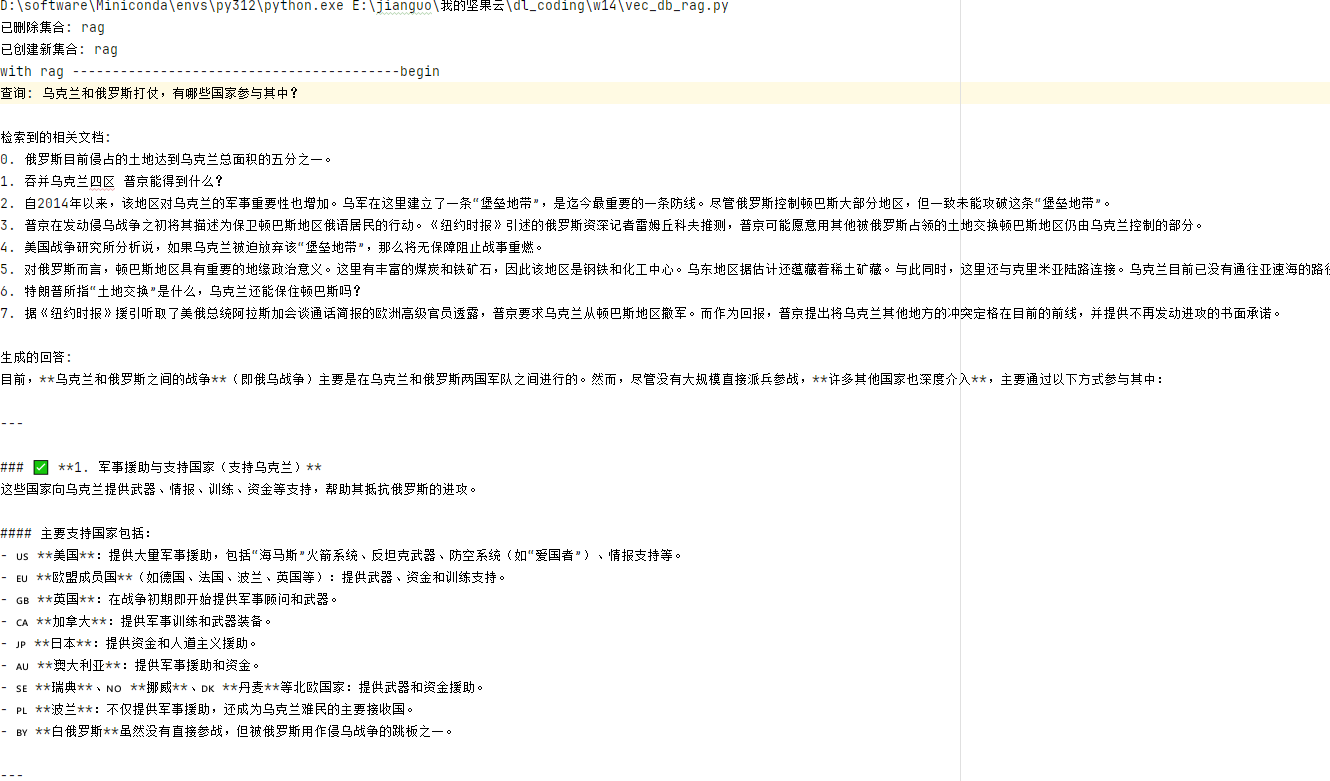 D:\software\Miniconda\envs\py312\python.exe E:\jianguo\我的坚果云\dl_coding\w14\vec_db_rag.py
已删除集合: rag
已创建新集合: rag
with rag ----------------------------------------begin
查询: 乌克兰和俄罗斯打仗，有哪些国家参与其中？
检索到的相关文档:
0. 俄罗斯目前侵占的土地达到乌克兰总面积的五分之一。
1. 吞并乌克兰四区 普京能得到什么？
2. 自2014年以来，该地区对乌克兰的军事重要性也增加。乌军在这里建立了一条“堡垒地带”，是迄今最重要的一条防线。尽管俄罗斯控制顿巴斯大部分地区，但一致未能攻破这条“堡垒地带”。
3. 普京在发动侵乌战争之初将其描述为保卫顿巴斯地区俄语居民的行动。《纽约时报》引述的俄罗斯资深记者雷姆丘科夫推测，普京可能愿意用其他被俄罗斯占领的土地交换顿巴斯地区仍由乌克兰控制的部分。
4. 美国战争研究所分析说，如果乌克兰被迫放弃该“堡垒地带”，那么将无保障阻止战事重燃。
5. 对俄罗斯而言，顿巴斯地区具有重要的地缘政治意义。这里有丰富的煤炭和铁矿石，因此该地区是钢铁和化工中心。乌东地区据估计还蕴藏着稀土矿藏。与此同时，这里还与克里米亚陆路连接。乌克兰目前已没有通往亚速海的路
6. 特朗普所指“土地交换”是什么，乌克兰还能保住顿巴斯吗？
7. 据《纽约时报》援引听取了美俄总统阿拉斯加会谈通话简报的欧洲高级官员透露，普京要求乌克兰从顿巴斯地区撤军。而作为回报，普京提出将乌克兰其他地方的冲突定格在目前的前线，并提供不再发动进攻的书面承诺。
生成的回答:
目前，**乌克兰和俄罗斯之间的战争**（即俄乌战争）主要是在乌克兰和俄罗斯两国军队之间进行的。然而，尽管没有大规模直接派兵参战，**许多其他国家也深度介入**，主要通过以下方式参与其中：
---
### ✅ **1. 军事援助与支持国家（支持乌克兰）**
这些国家向乌克兰提供武器、情报、训练、资金等支持，帮助其抵抗俄罗斯的进攻。
#### 主要支持国家包括：
- US **美国**：提供大量军事援助，包括“海马斯”火箭系统、反坦克武器、防空系统（如“爱国者”）、情报支持等。
- EU **欧盟成员国**（如德国、法国、波兰、英国等）：提供武器、资金和训练支持。
- GB **英国**：在战争初期即开始提供军事顾问和武器。
- CA **加拿大**：提供军事训练和武器装备。
- JP **日本**：提供资金和人道主义援助。
- AU **澳大利亚**：提供军事援助和资金。
- SE **瑞典**、NO **挪威**、DK **丹麦**等北欧国家：提供武器和资金援助。
- PL **波兰**：不仅提供军事援助，还成为乌克兰难民的主要接收国。
- BY **白俄罗斯**虽然没有直接参战，但被俄罗斯用作侵乌战争的跳板之一。
---